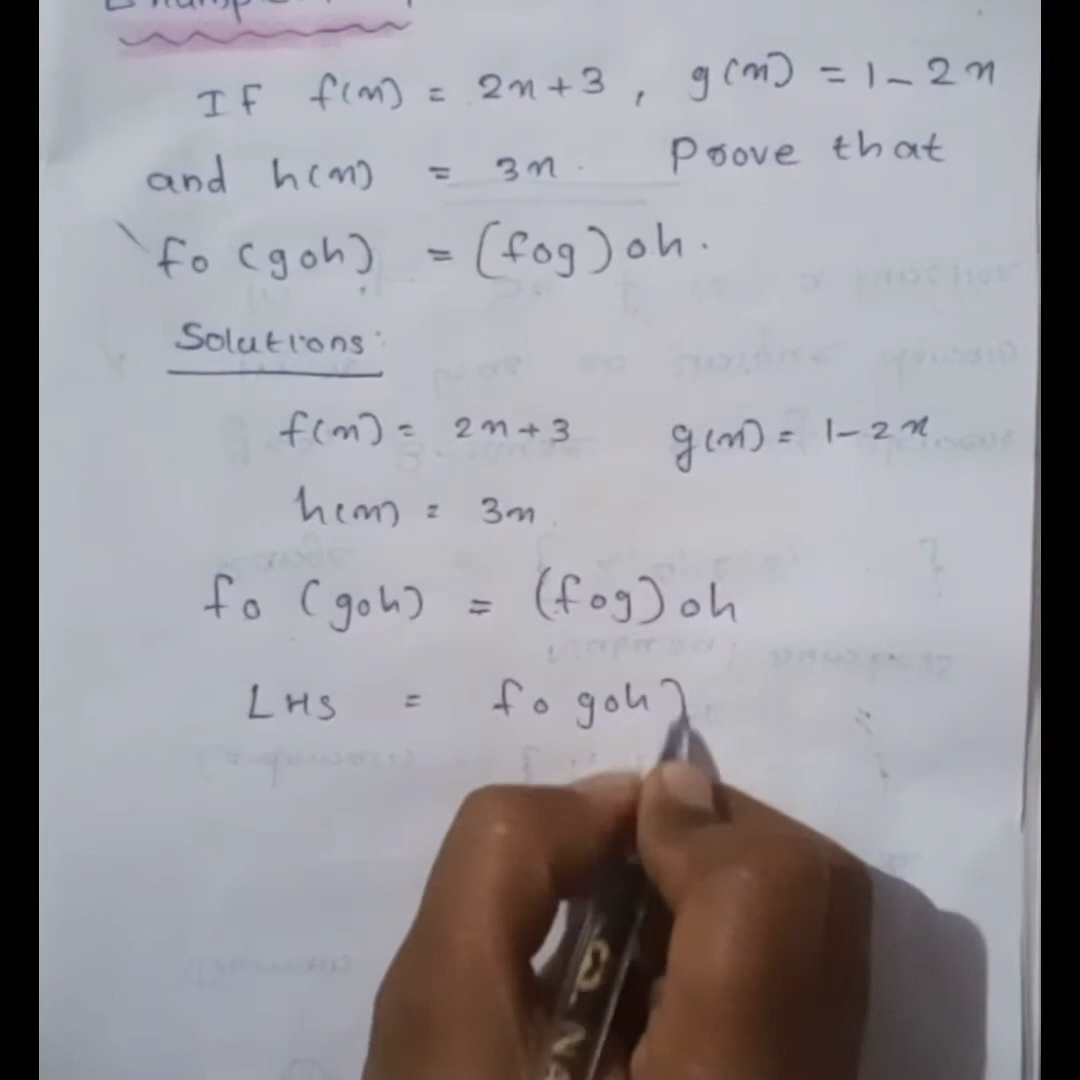 If f(x) = 2x+3 , g(x) = 1-2x
and h(x) = 3x. Prove that
fo (goh) = (fog)oh.
Solutions:
f(x) = 2x+3 g(x) = 1-2x
h(x) = 3x
fo (goh) = (fog)oh
LHS = fo goh)